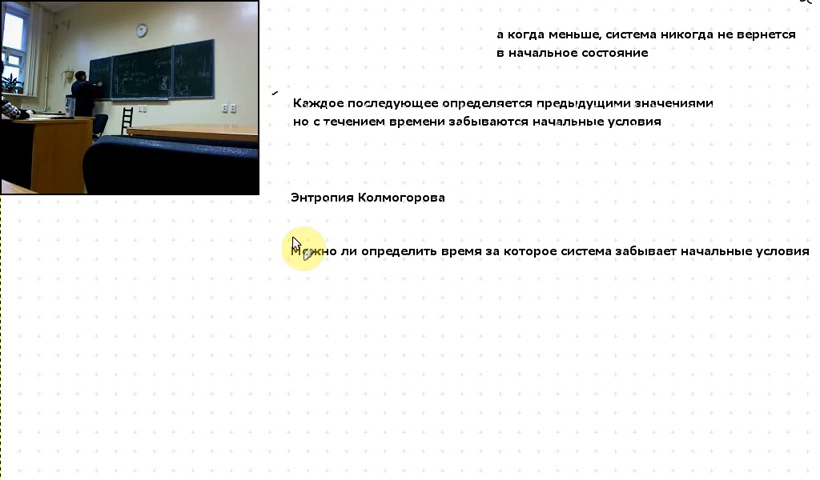 а когда меньше, система никогда не вернется
в начальное состояние
Каждое последующее определяется предыдущими значениями
но с течением времени забываются начальные условия
Энтропия Колмогорова
Можно ли определить время за которое система забывает начальные условия